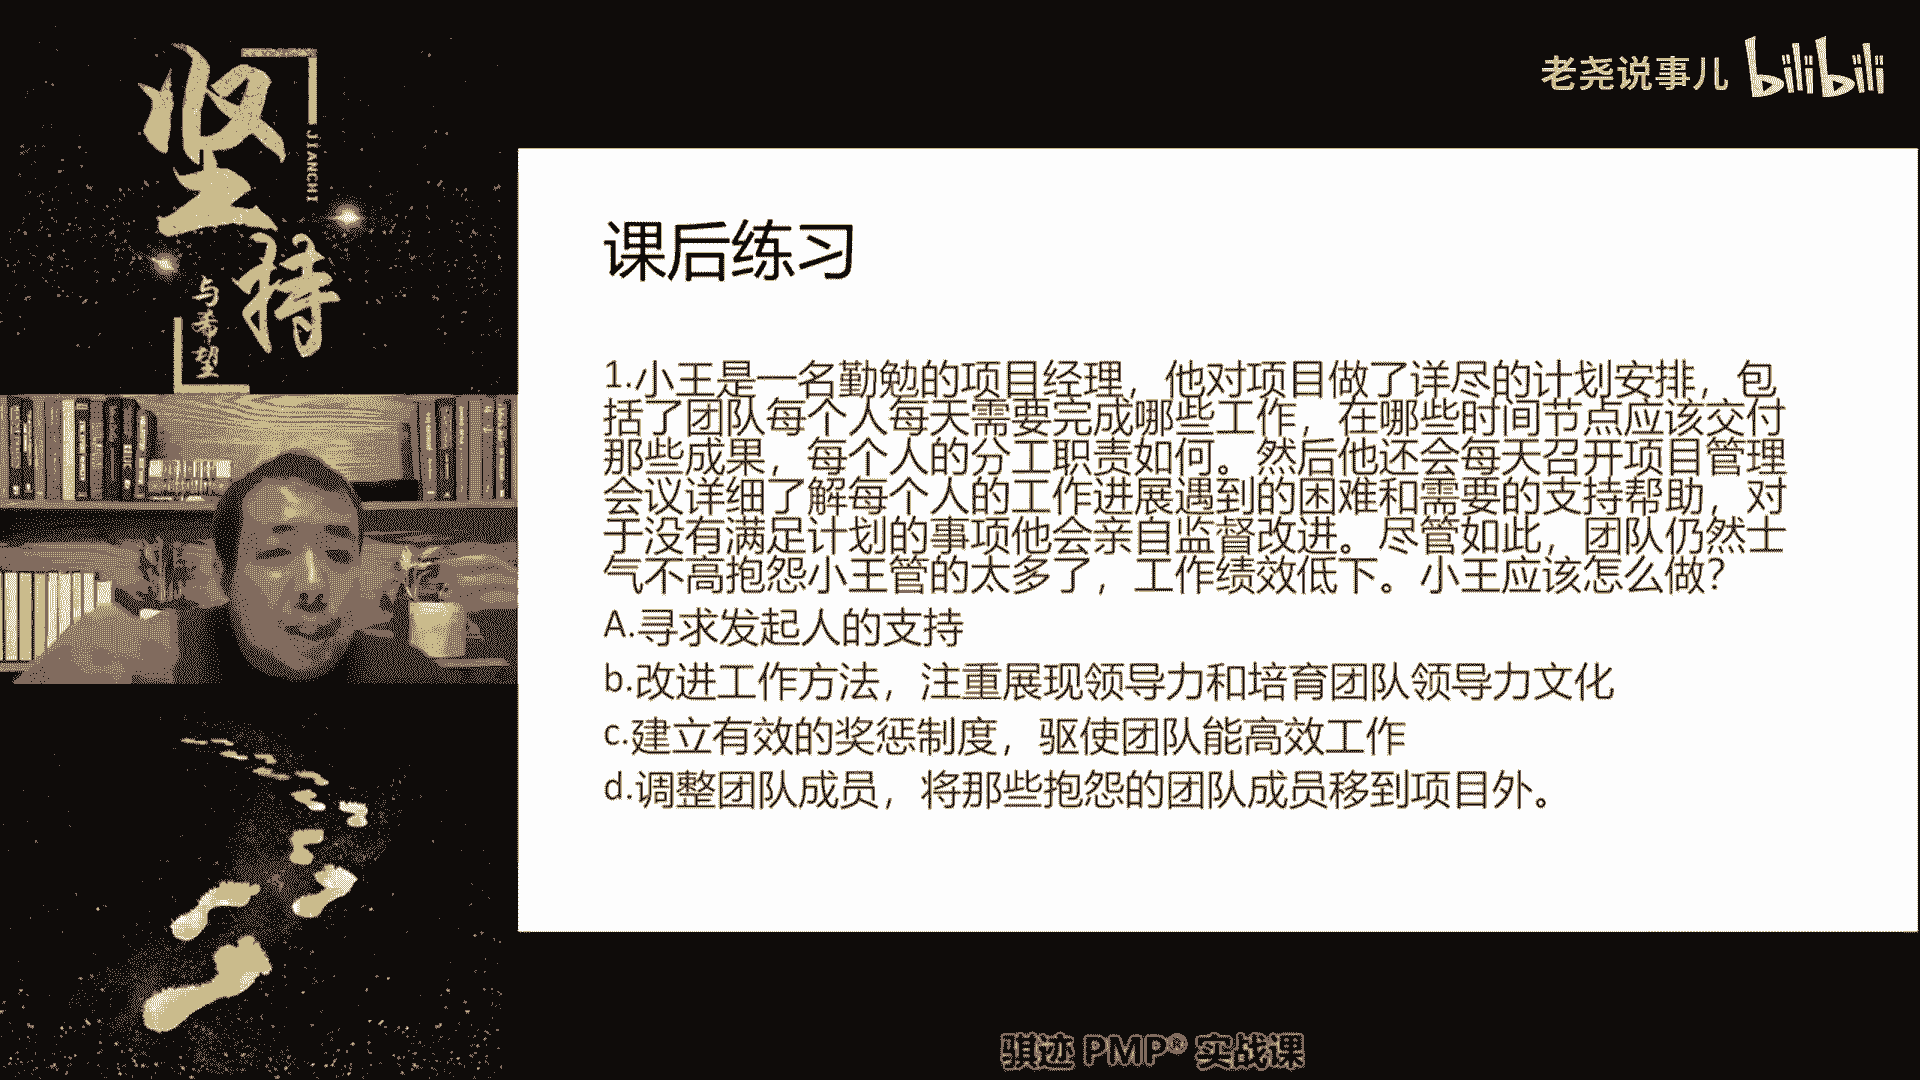 坚持
JIANCHI
与希望
老尧说事儿 bilibili
课后练习
1.小王是一名勤勉的项目经理，他对项目做了详尽的计划安排，包
括了团队每个人每天需要完成哪些工作，在哪些时间节点应该交付
那些成果，每个人的分工职责如何。然后他还会每天召开项目管理
会议详细了解每个人的工作进展遇到的困难和需要的支持帮助，对
于没有满足计划的事项他会亲自监督改进。尽管如此，团队仍然士
气不高抱怨小王管的太多了，工作绩效低下。小王应该怎么做？
A.寻求发起人的支持
b.改进工作方法，注重展现领导力和培育团队领导力文化
c.建立有效的奖惩制度，驱使团队能高效工作
d.调整团队成员，将那些抱怨的团队成员移到项目外。
骐迹 PMP® 实战课